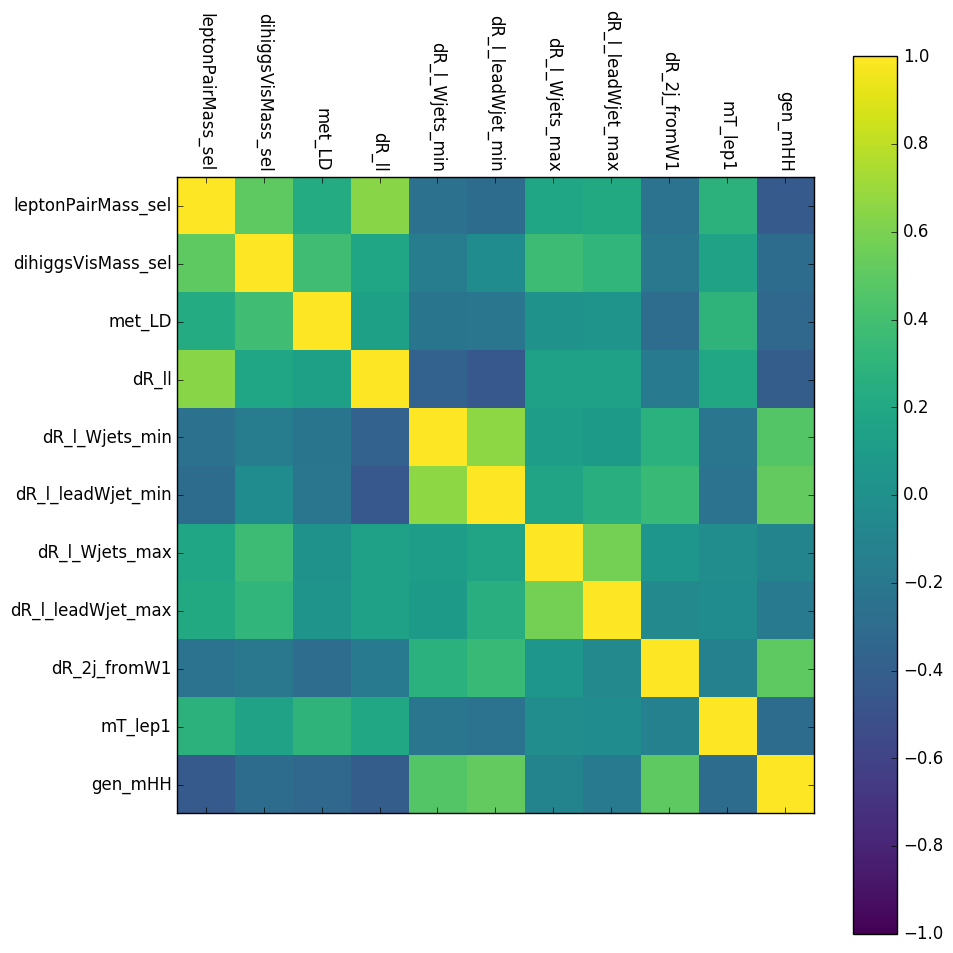 leptonPairMass_sel
dihiggsVisMass_sel
met_LD
dR_ll
dR_l_Wjets_min
dR_l_leadWjet_min
dR_l_Wjets_max
dR_l_leadWjet_max
dR_2j_fromW1
mT_lep1
gen_mHH
leptonPairMass_sel
dihiggsVisMass_sel
met_LD
dR_ll
dR_l_Wjets_min
dR_l_leadWjet_min
dR_l_Wjets_max
dR_l_leadWjet_max
dR_2j_fromW1
mT_lep1
gen_mHH
1.0
0.8
0.6
0.4
0.2
0.0
−0.2
−0.4
−0.6
−0.8
−1.0